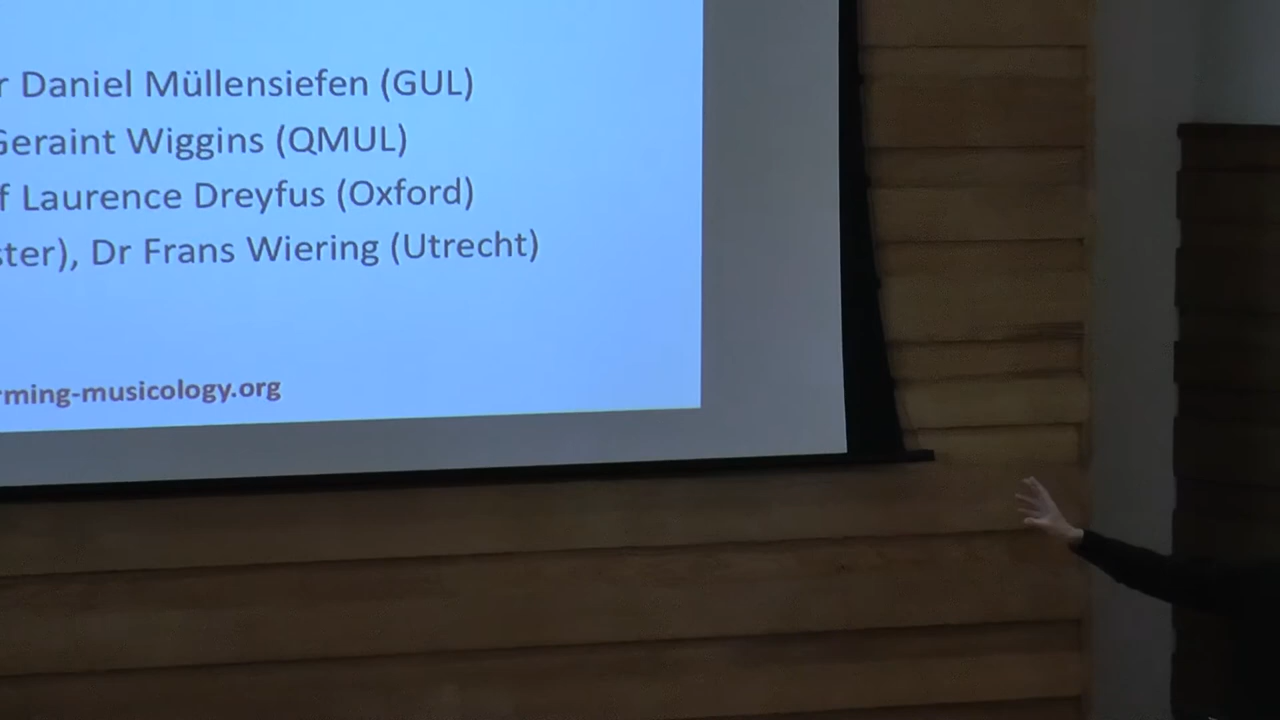 r Daniel Müllensiefen (GUL)
Geraint Wiggins (QMUL)
f Laurence Dreyfus (Oxford)
ster), Dr Frans Wiering (Utrecht)
rming-musicology.org